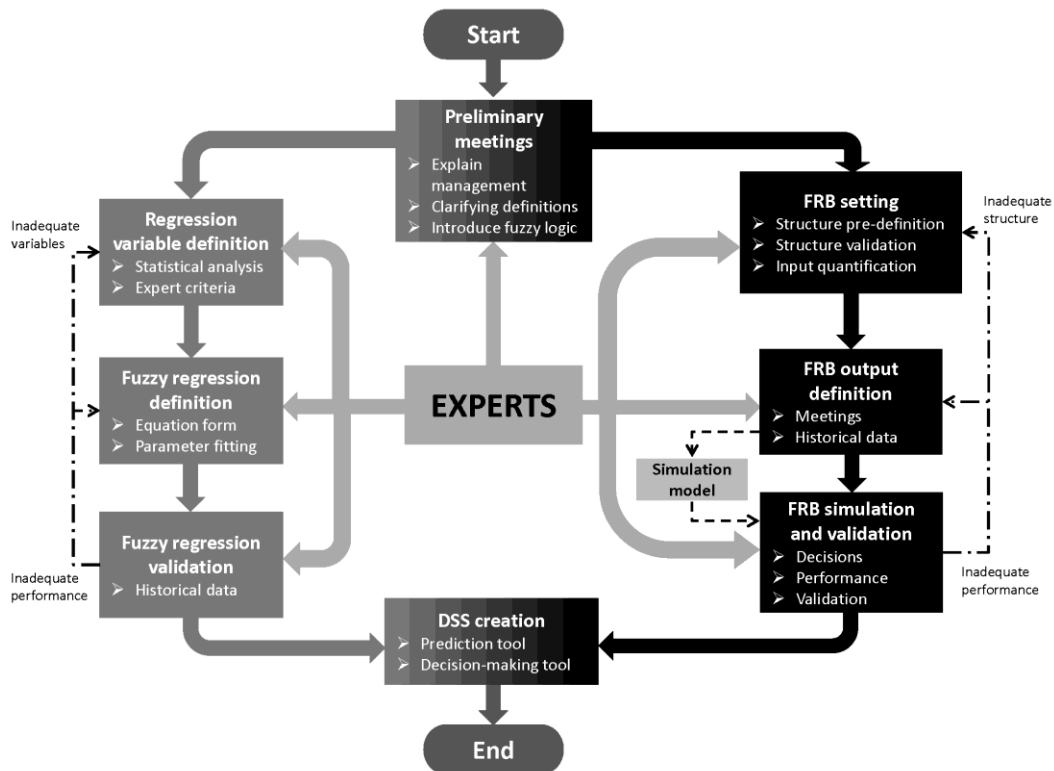 Start
Preliminary
meetings
➢ Explain
management
➢ Clarifying definitions
➢ Introduce fuzzy logic
Inadequate
variables
Regression
variable definition
➢ Statistical analysis
➢ Expert criteria
FRB setting
➢ Structure pre-definition
➢ Structure validation
➢ Input quantification
Inadequate
structure
Fuzzy regression
definition
➢ Equation form
➢ Parameter fitting
EXPERTS
FRB output
definition
➢ Meetings
➢ Historical data
Simulation
model
Inadequate
performance
Fuzzy regression
validation
➢ Historical data
FRB simulation
and validation
➢ Decisions
➢ Performance
➢ Validation
Inadequate
performance
DSS creation
➢ Prediction tool
➢ Decision-making tool
End